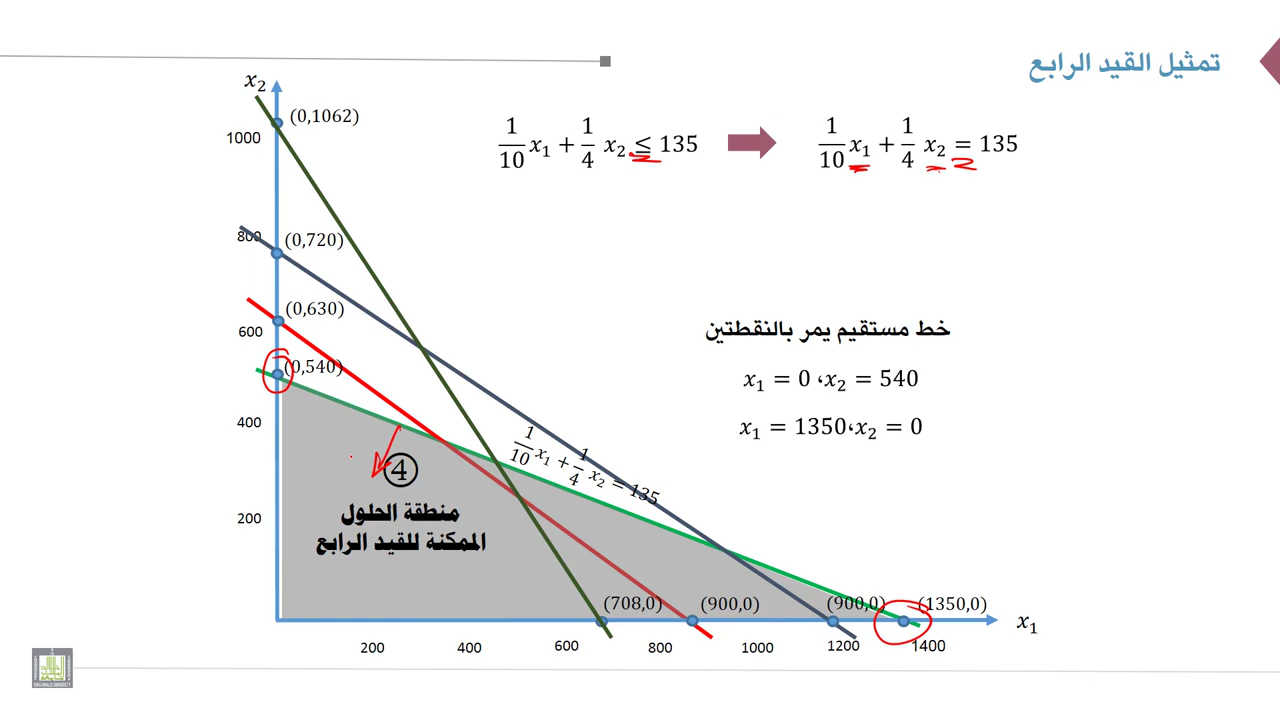 تمثيل القيد الرابع
x₂
(0,1062)
1000
1/10 x₁ + 1/4 x₂ ≤ 135
1/10 x₁ + 1/4 x₂ = 135
800
(0,720)
(0,630)
600
(0,540)
400
200
خط مستقيم يمر بالنقطتين
x₁ = 0 ، x₂ = 540
x₁ = 1350 ، x₂ = 0
1/10 x₁ + 1/4 x₂ = 135
④
منطقة الحلول
الممكنة للقيد الرابع
(708,0) (900,0) (900,0) (1350,0)
x₁
200 400 600 800 1000 1200 1400